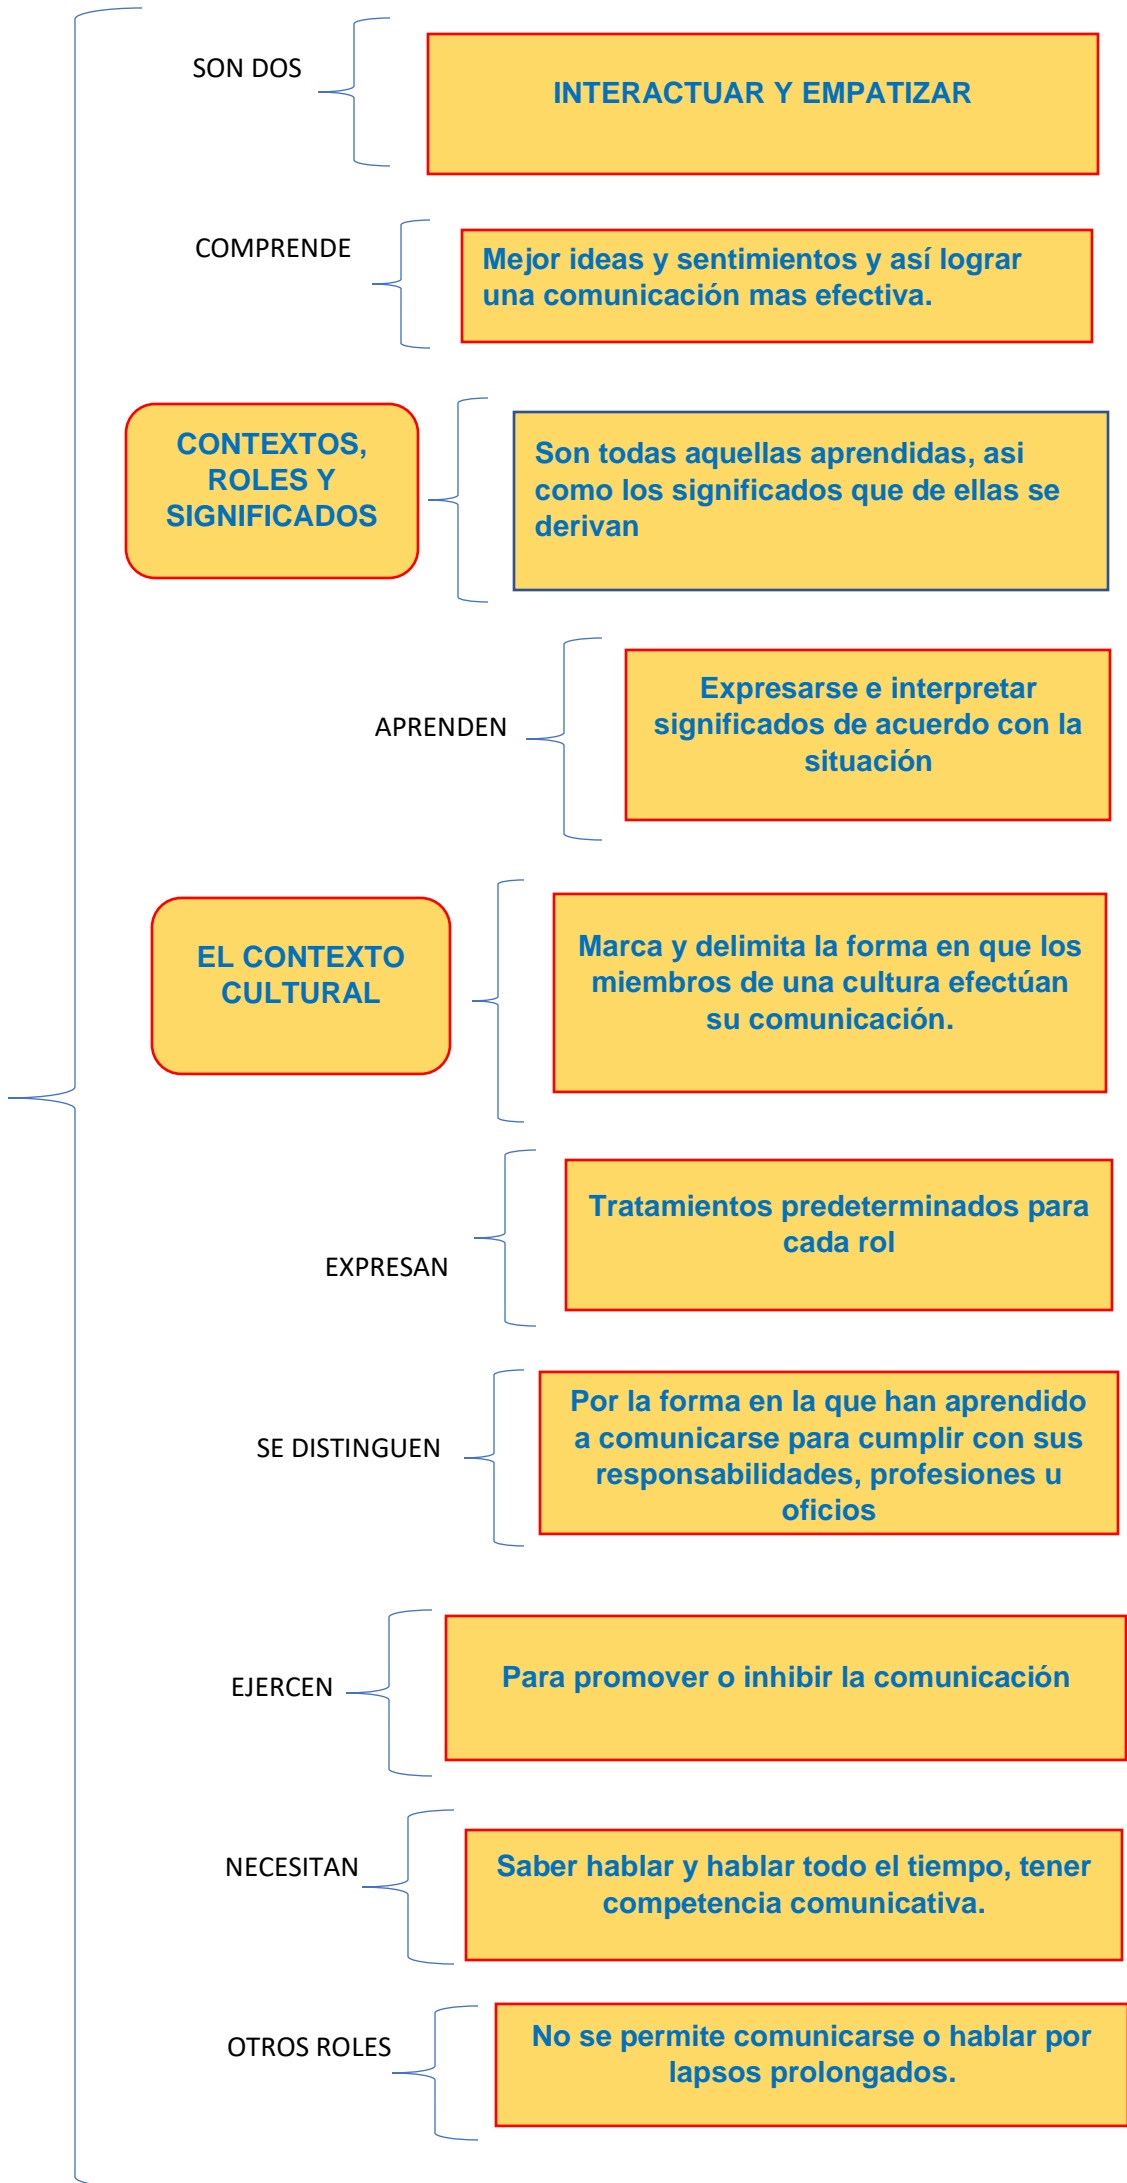 SON DOS
INTERACTUAR Y EMPATIZAR
COMPRENDE
Mejor ideas y sentimientos y así lograr
una comunicación mas efectiva.
CONTEXTOS,
ROLES Y
SIGNIFICADOS
Son todas aquellas aprendidas, asi
como los significados que de ellas se
derivan
APRENDEN
Expresarse e interpretar
significados de acuerdo con la
situación
EL CONTEXTO
CULTURAL
Marca y delimita la forma en que los
miembros de una cultura efectúan
su comunicación.
EXPRESAN
Tratamientos predeterminados para
cada rol
SE DISTINGUEN
Por la forma en la que han aprendido
a comunicarse para cumplir con sus
responsabilidades, profesiones u
oficios
EJERCEN
Para promover o inhibir la comunicación
NECESITAN
Saber hablar y hablar todo el tiempo, tener
competencia comunicativa.
OTROS ROLES
No se permite comunicarse o hablar por
lapsos prolongados.